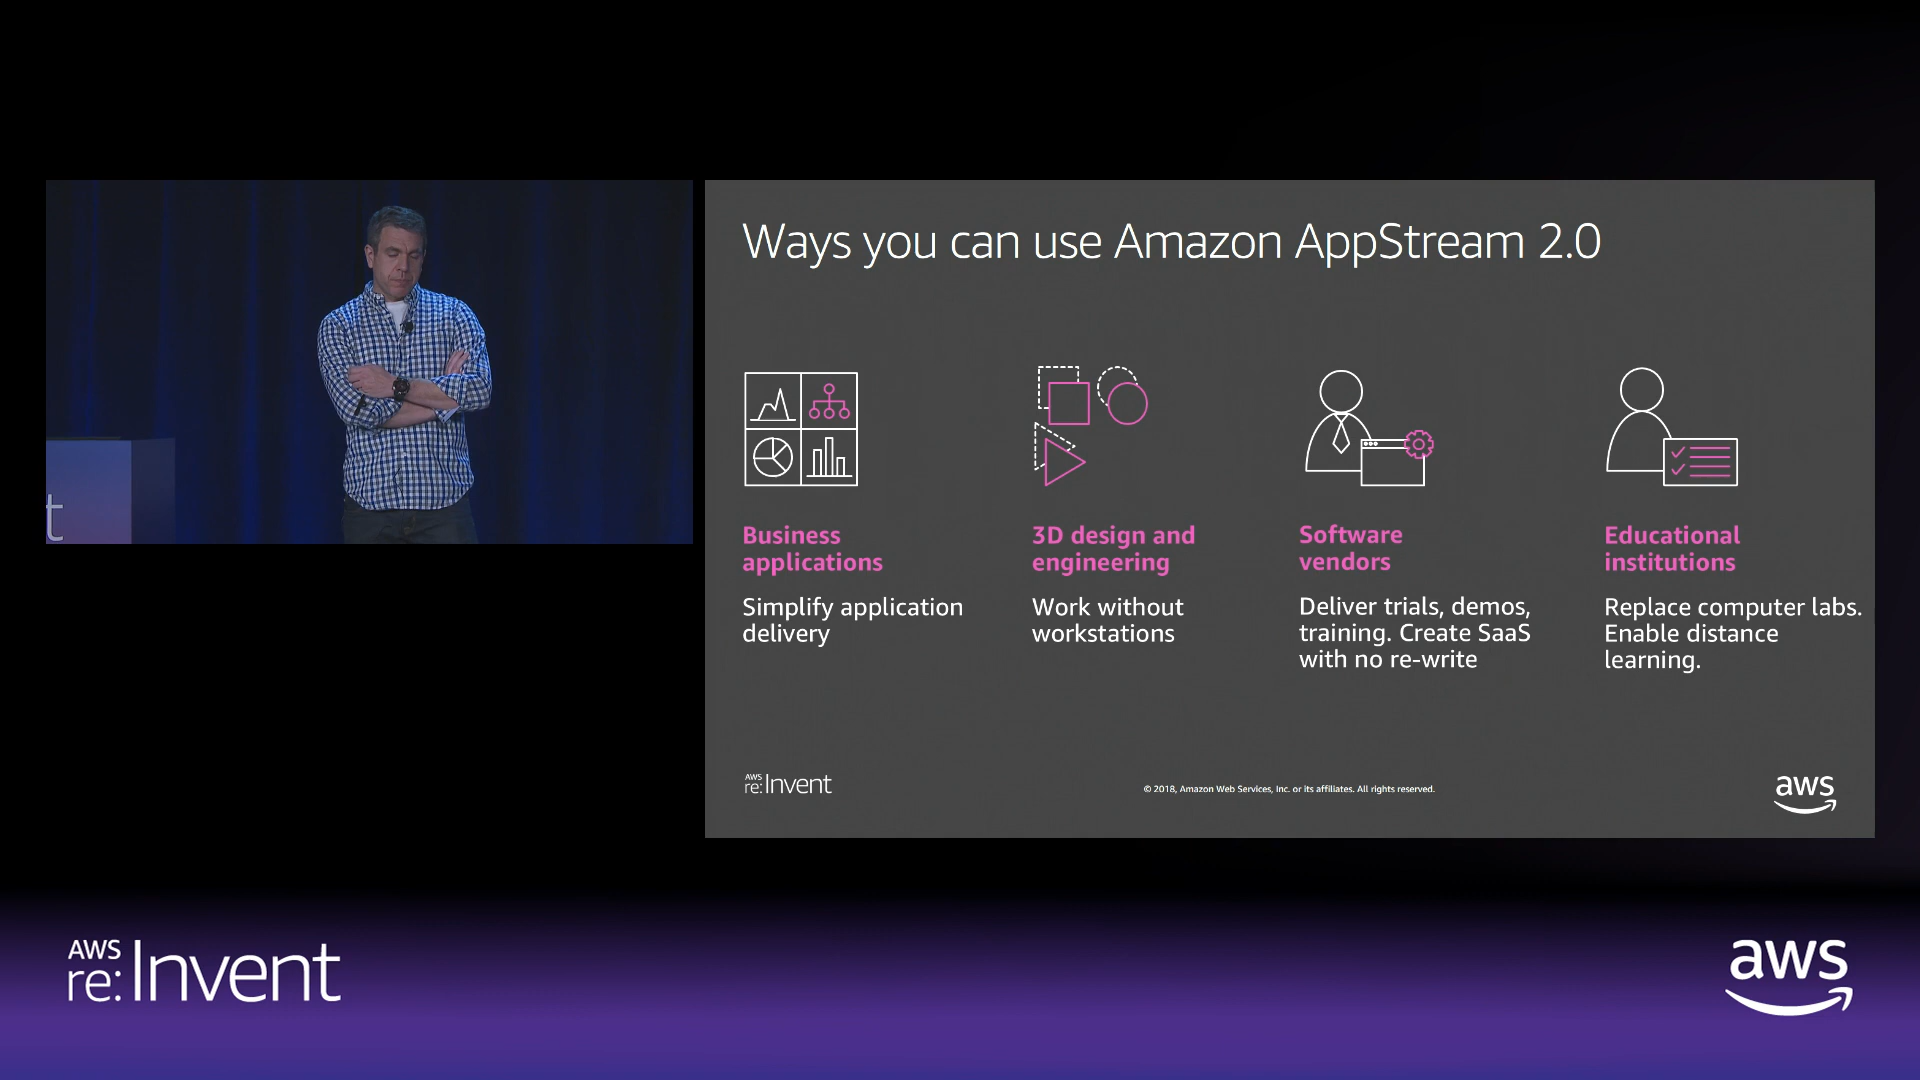 Ways you can use Amazon AppStream 2.0
Business
applications
Simplify application
delivery
3D design and
engineering
Work without
workstations
Software
vendors
Deliver trials, demos,
training. Create SaaS
with no re-write
Educational
institutions
Replace computer labs.
Enable distance
learning.
t
AWS
re:Invent
© 2018, Amazon Web Services, Inc. or its affiliates. All rights reserved.
aws
AWS
re:Invent
aws